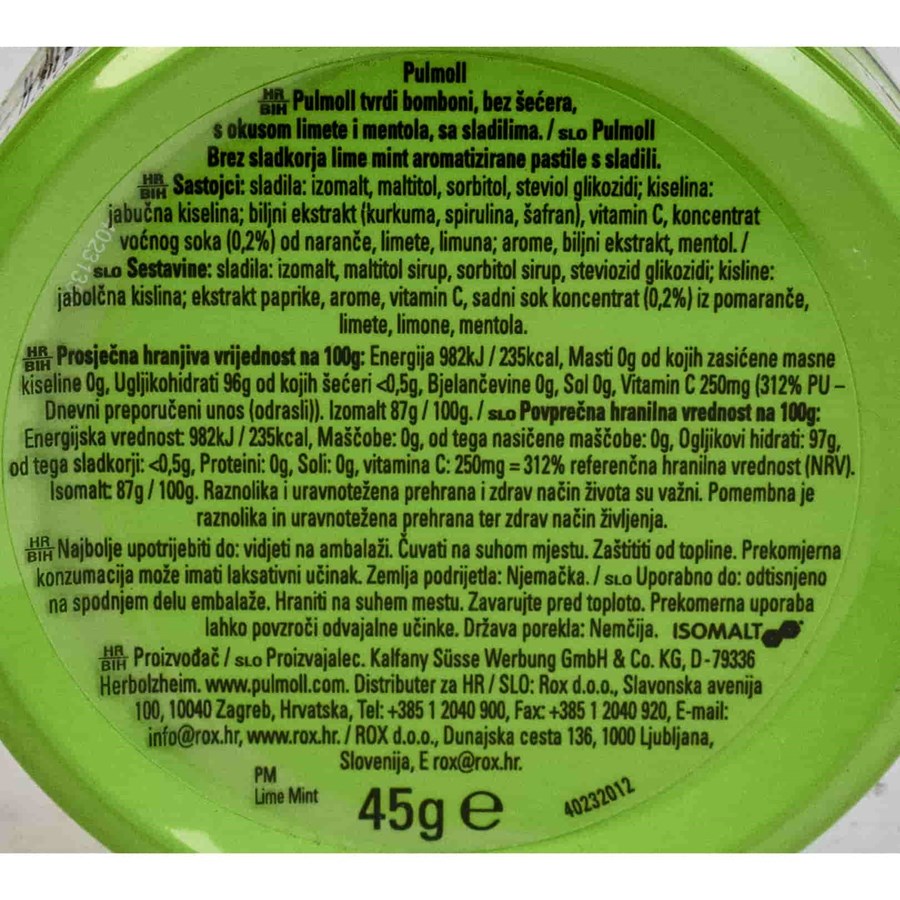 Pulmoll
HR BIH Pulmoll tvrdi bomboni, bez šećera,
s okusom limete i mentola, sa sladilima. / SLO Pulmoll
Brez sladkorja lime mint aromatizirane pastile s sladili.
HR BIH Sastojci: sladila: izomalt, maltitol, sorbitol, steviol glikozidi; kiselina:
jabučna kiselina; biljni ekstrakt (kurkuma, spirulina, šafran), vitamin C, koncentrat
voćnog soka (0,2%) od naranče, limete, limuna; arome, biljni ekstrakt, mentol. /
SLO Sestavine: sladila: izomalt, maltitol sirup, sorbitol sirup, steviozid glikozidi; kisline:
jabolčna kislina; ekstrakt paprike, arome, vitamin C, sadni sok koncentrat (0,2%) iz pomaranče,
limete, limone, mentola.
HR BIH Prosječna hranjiva vrijednost na 100g: Energija 982kJ / 235kcal, Masti 0g od kojih zasićene masne
kiseline 0g, Ugljikohidrati 96g od kojih šećeri <0,5g, Bjelančevine 0g, Sol 0g, Vitamin C 250mg (312% PU –
Dnevni preporučeni unos (odrasli)). Izomalt 87g / 100g. / SLO Povprečna hranilna vrednost na 100g:
Energijska vrednost: 982kJ / 235kcal, Maščobe: 0g, od tega nasičene maščobe: 0g, Ogljikovi hidrati: 97g,
od tega sladkorji: <0,5g, Proteini: 0g, Soli: 0g, vitamina C: 250mg = 312% referenčna hranilna vrednost (NRV).
Isomalt: 87g / 100g. Raznolika i uravnotežena prehrana i zdrav način života su važni. Pomembna je
raznolika in uravnotežena prehrana ter zdrav način življenja.
HR BIH Najbolje upotrijebiti do: vidjeti na ambalaži. Čuvati na suhom mjestu. Zaštititi od topline. Prekomjerna
konzumacija može imati laksativni učinak. Zemlja podrijetla: Njemačka. / SLO Uporabno do: odtisnjeno
na spodnjem delu embalaže. Hraniti na suhem mestu. Zavarujte pred toploto. Prekomerna uporaba
lahko povzroči odvajalne učinke. Država porekla: Nemčija. ISOMALT
HR BIH Proizvođač / SLO Proizvajalec. Kalfany Süsse Werbung GmbH & Co. KG, D-79336
Herbolzheim. www.pulmoll.com. Distributer za HR / SLO: Rox d.o.o., Slavonska avenija
100, 10040 Zagreb, Hrvatska, Tel: +385 1 2040 900, Fax: +385 1 2040 920, E-mail:
info@rox.hr, www.rox.hr. / ROX d.o.o., Dunajska cesta 136, 1000 Ljubljana,
Slovenija, E rox@rox.hr.
PM
Lime Mint
45g e
40232012